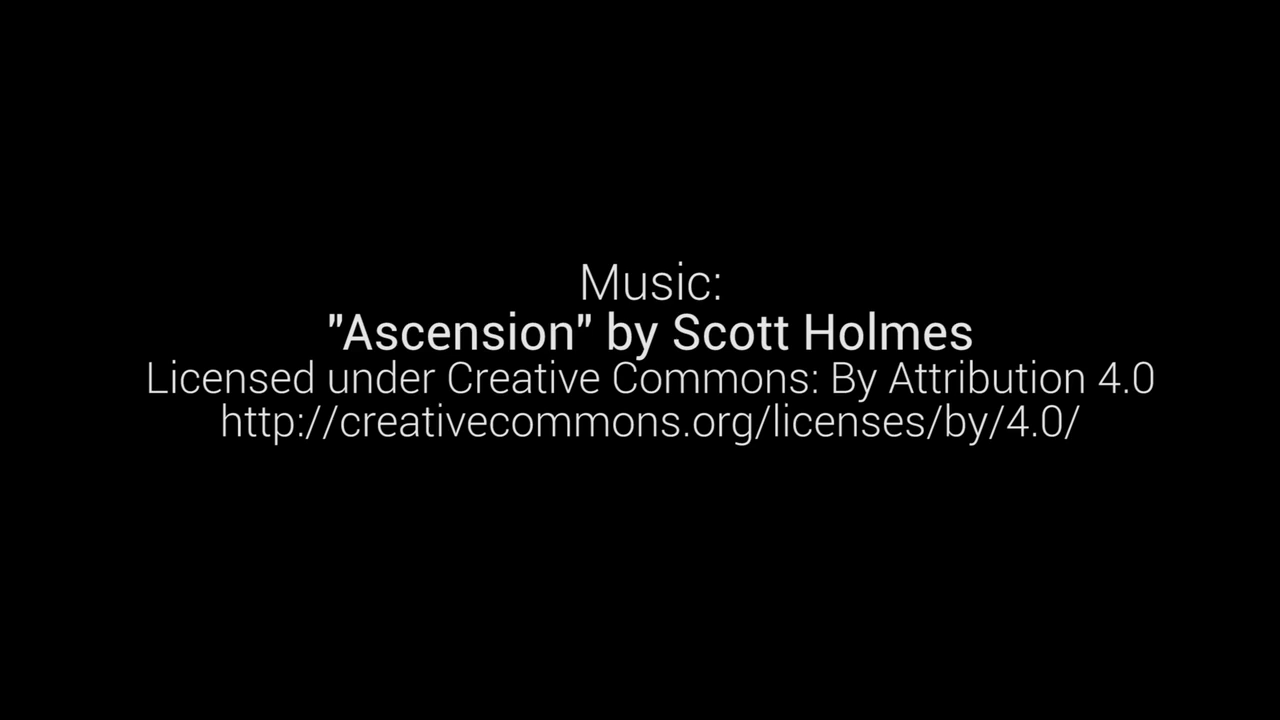 Music:
"Ascension" by Scott Holmes
Licensed under Creative Commons: By Attribution 4.0
http://creativecommons.org/licenses/by/4.0/